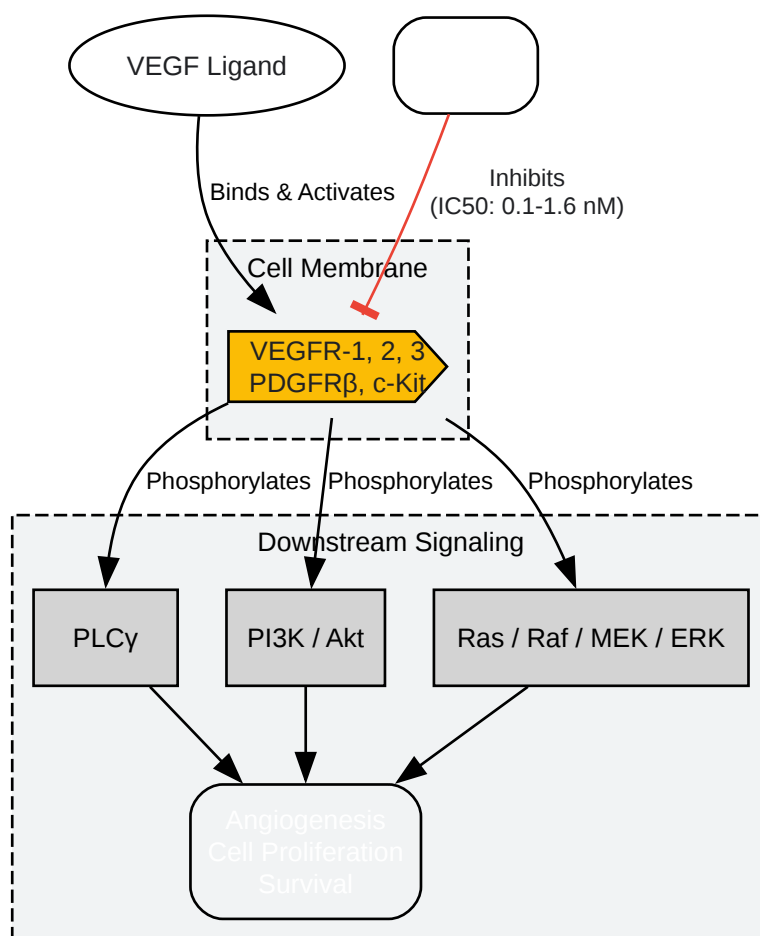 VEGF Ligand
Binds & Activates
Inhibits
(IC50: 0.1-1.6 nM)
Cell Membrane
VEGFR-1, 2, 3
PDGFRβ, c-Kit
Phosphorylates
Phosphorylates
Phosphorylates
Downstream Signaling
PLCγ
PI3K / Akt
Ras / Raf / MEK / ERK
Angiogenesis
Cell Proliferation
Survival